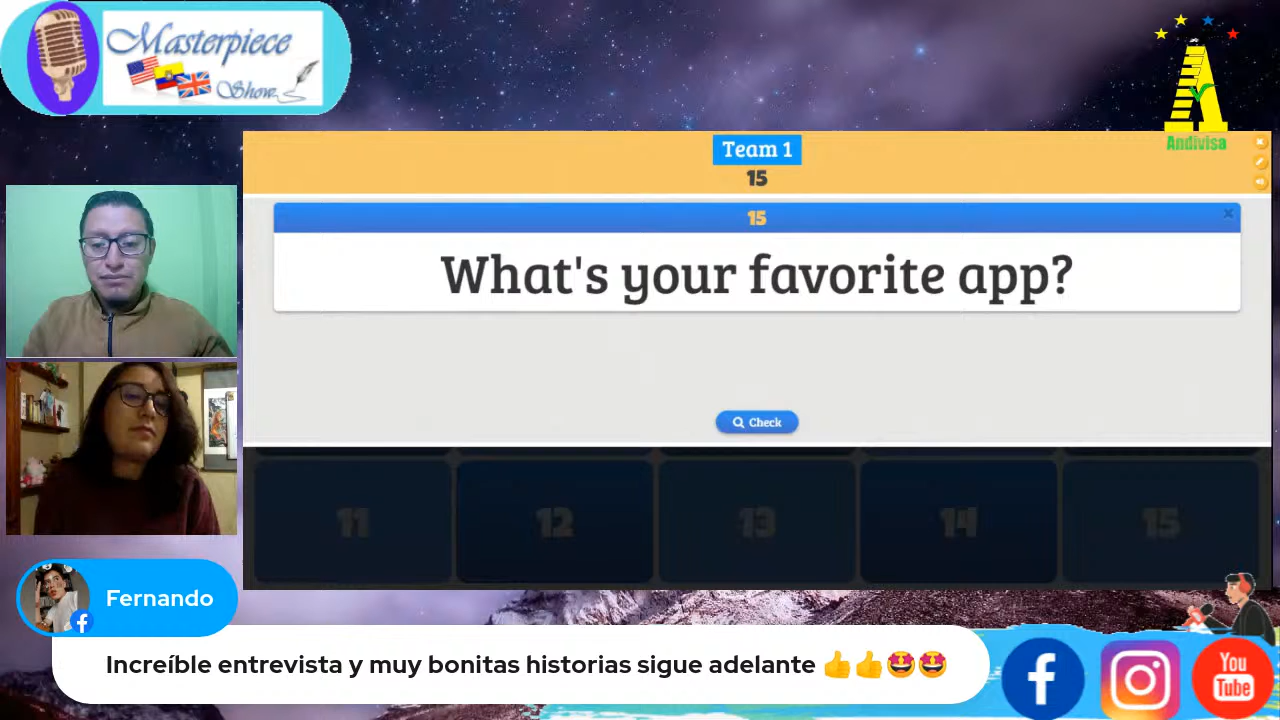 Masterpiece
Show
Andivisa
Team 1
15
15
What's your favorite app?
Check
11
12
13
14
15
Fernando
Increíble entrevista y muy bonitas historias sigue adelante 👍👍🤩🤩
You
Tube